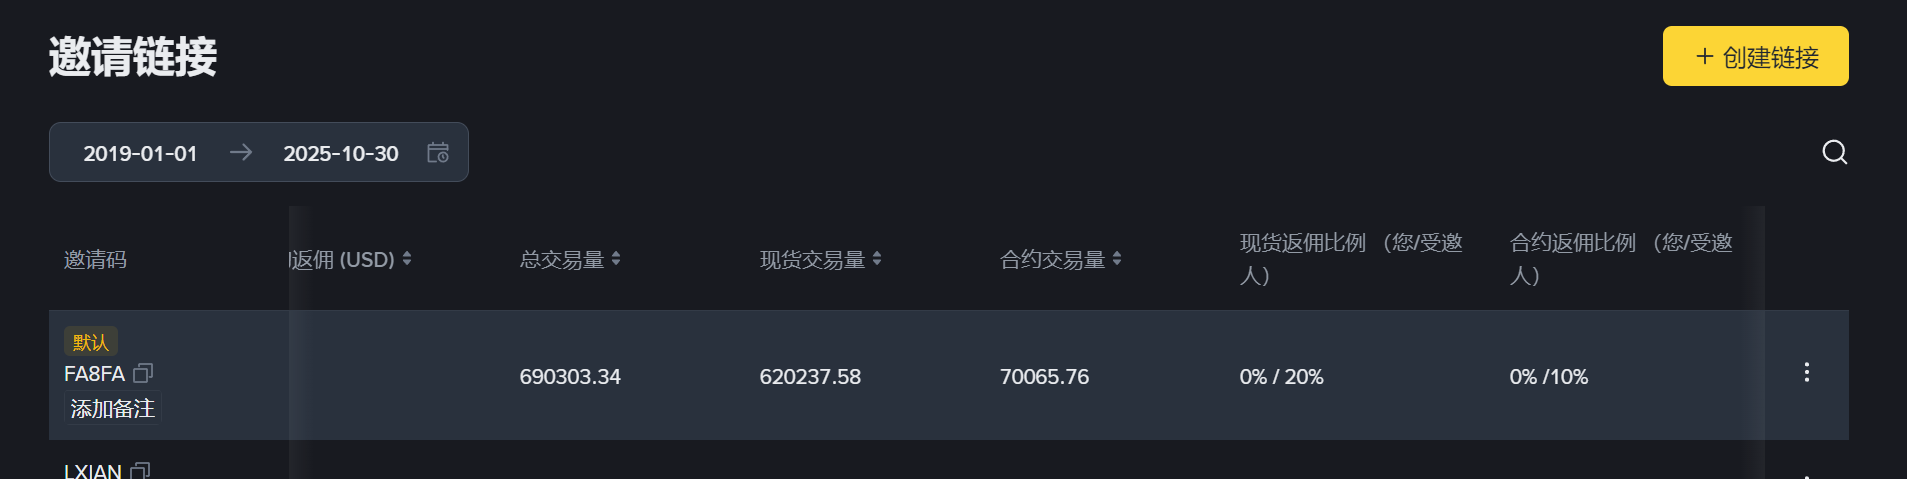 邀请链接
+ 创建链接
2019-01-01 → 2025-10-30
邀请码
返佣 (USD)
总交易量
现货交易量
合约交易量
现货返佣比例 （您/受邀
人）
合约返佣比例 （您/受邀
人）
默认
FA8FA
添加备注
690303.34
620237.58
70065.76
0% / 20%
0% /10%
LXIAN